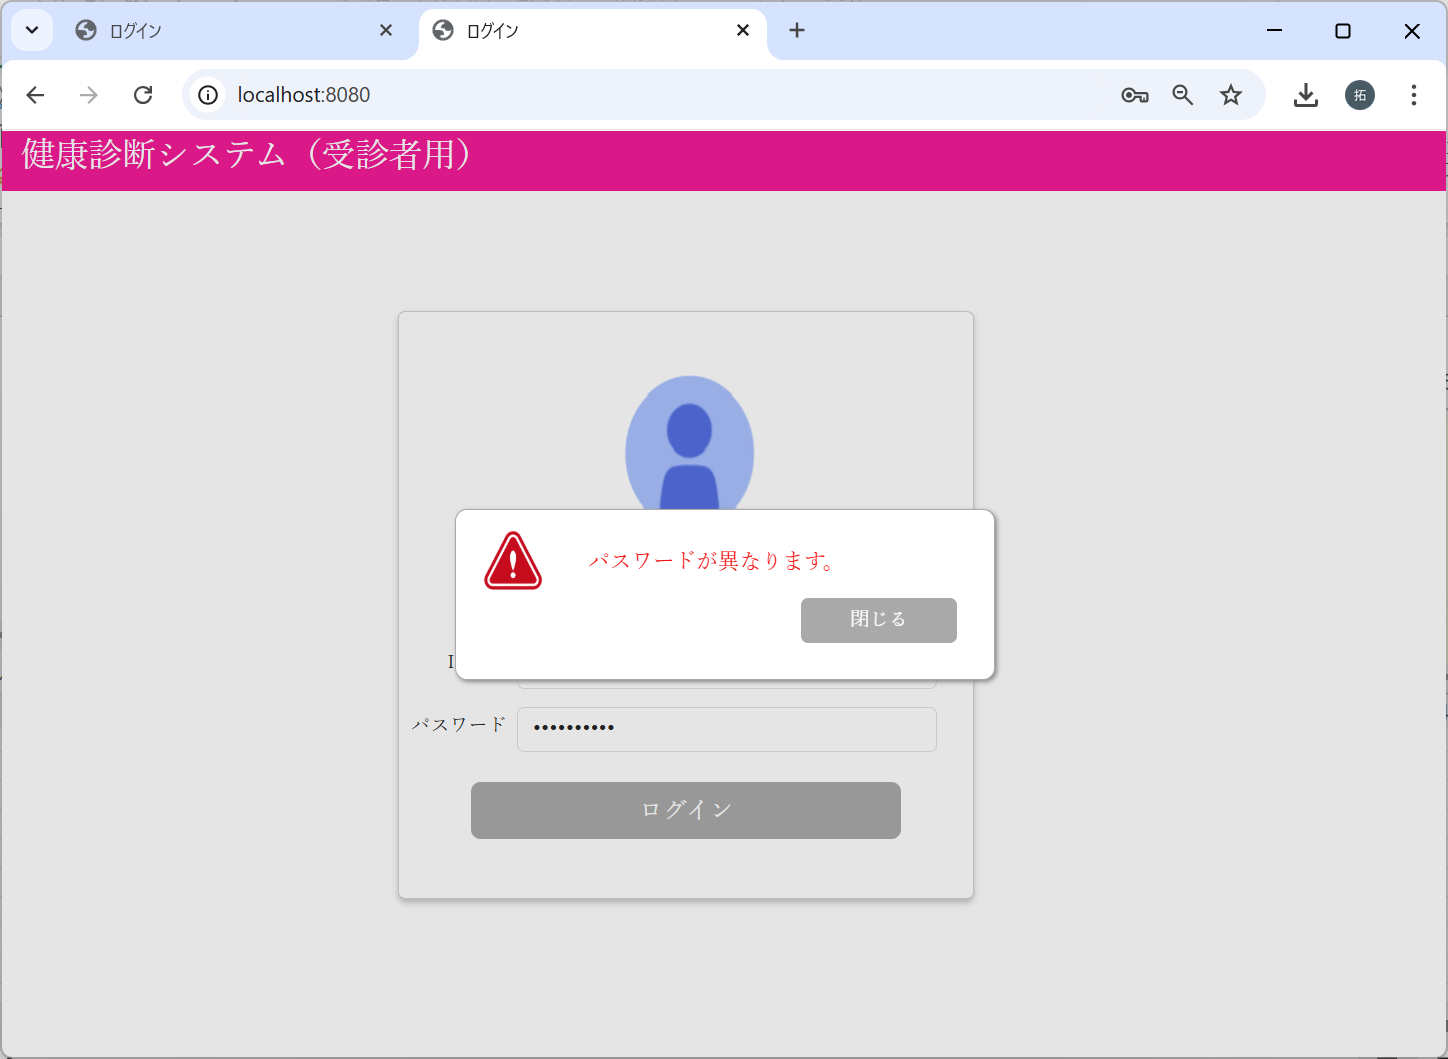 ログイン
ログイン
localhost:8080
拓
健康診断システム（受診者用）
パスワードが異なります。
閉じる
I
パスワード
ログイン